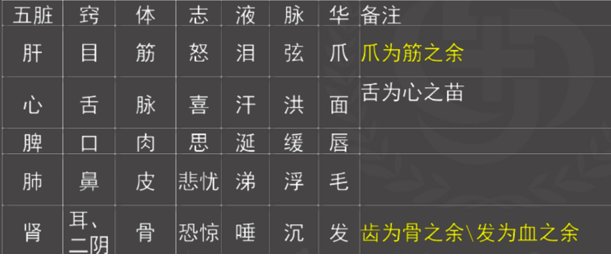 五脏 窍 体 志 液 脉 华 备注
肝 目 筋 怒 泪 弦 爪 爪为筋之余
心 舌 脉 喜 汗 洪 面 舌为心之苗
脾 口 肉 思 涎 缓 唇
肺 鼻 皮 悲忧 涕 浮 毛
肾 耳、二阴 骨 恐惊 唾 沉 发 齿为骨之余\发为血之余